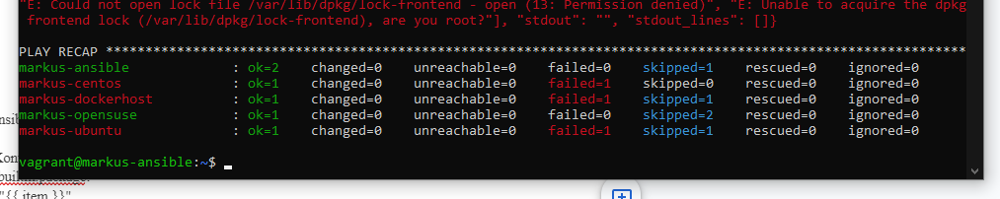 "E: Could not open lock file /var/lib/dpkg/lock-frontend - open (13: Permission denied)", "E: Unable to acquire the dpkg
frontend lock (/var/lib/dpkg/lock-frontend), are you root?"], "stdout": "", "stdout_lines": []}
PLAY RECAP *************************************************************************************************************
markus-ansible : ok=2 changed=0 unreachable=0 failed=0 skipped=1 rescued=0 ignored=0
markus-centos : ok=1 changed=0 unreachable=0 failed=1 skipped=0 rescued=0 ignored=0
markus-dockerhost : ok=1 changed=0 unreachable=0 failed=1 skipped=1 rescued=0 ignored=0
markus-opensuse : ok=1 changed=0 unreachable=0 failed=0 skipped=2 rescued=0 ignored=0
markus-ubuntu : ok=1 changed=0 unreachable=0 failed=1 skipped=1 rescued=0 ignored=0
vagrant@markus-ansible:~$
"{{ item }}"